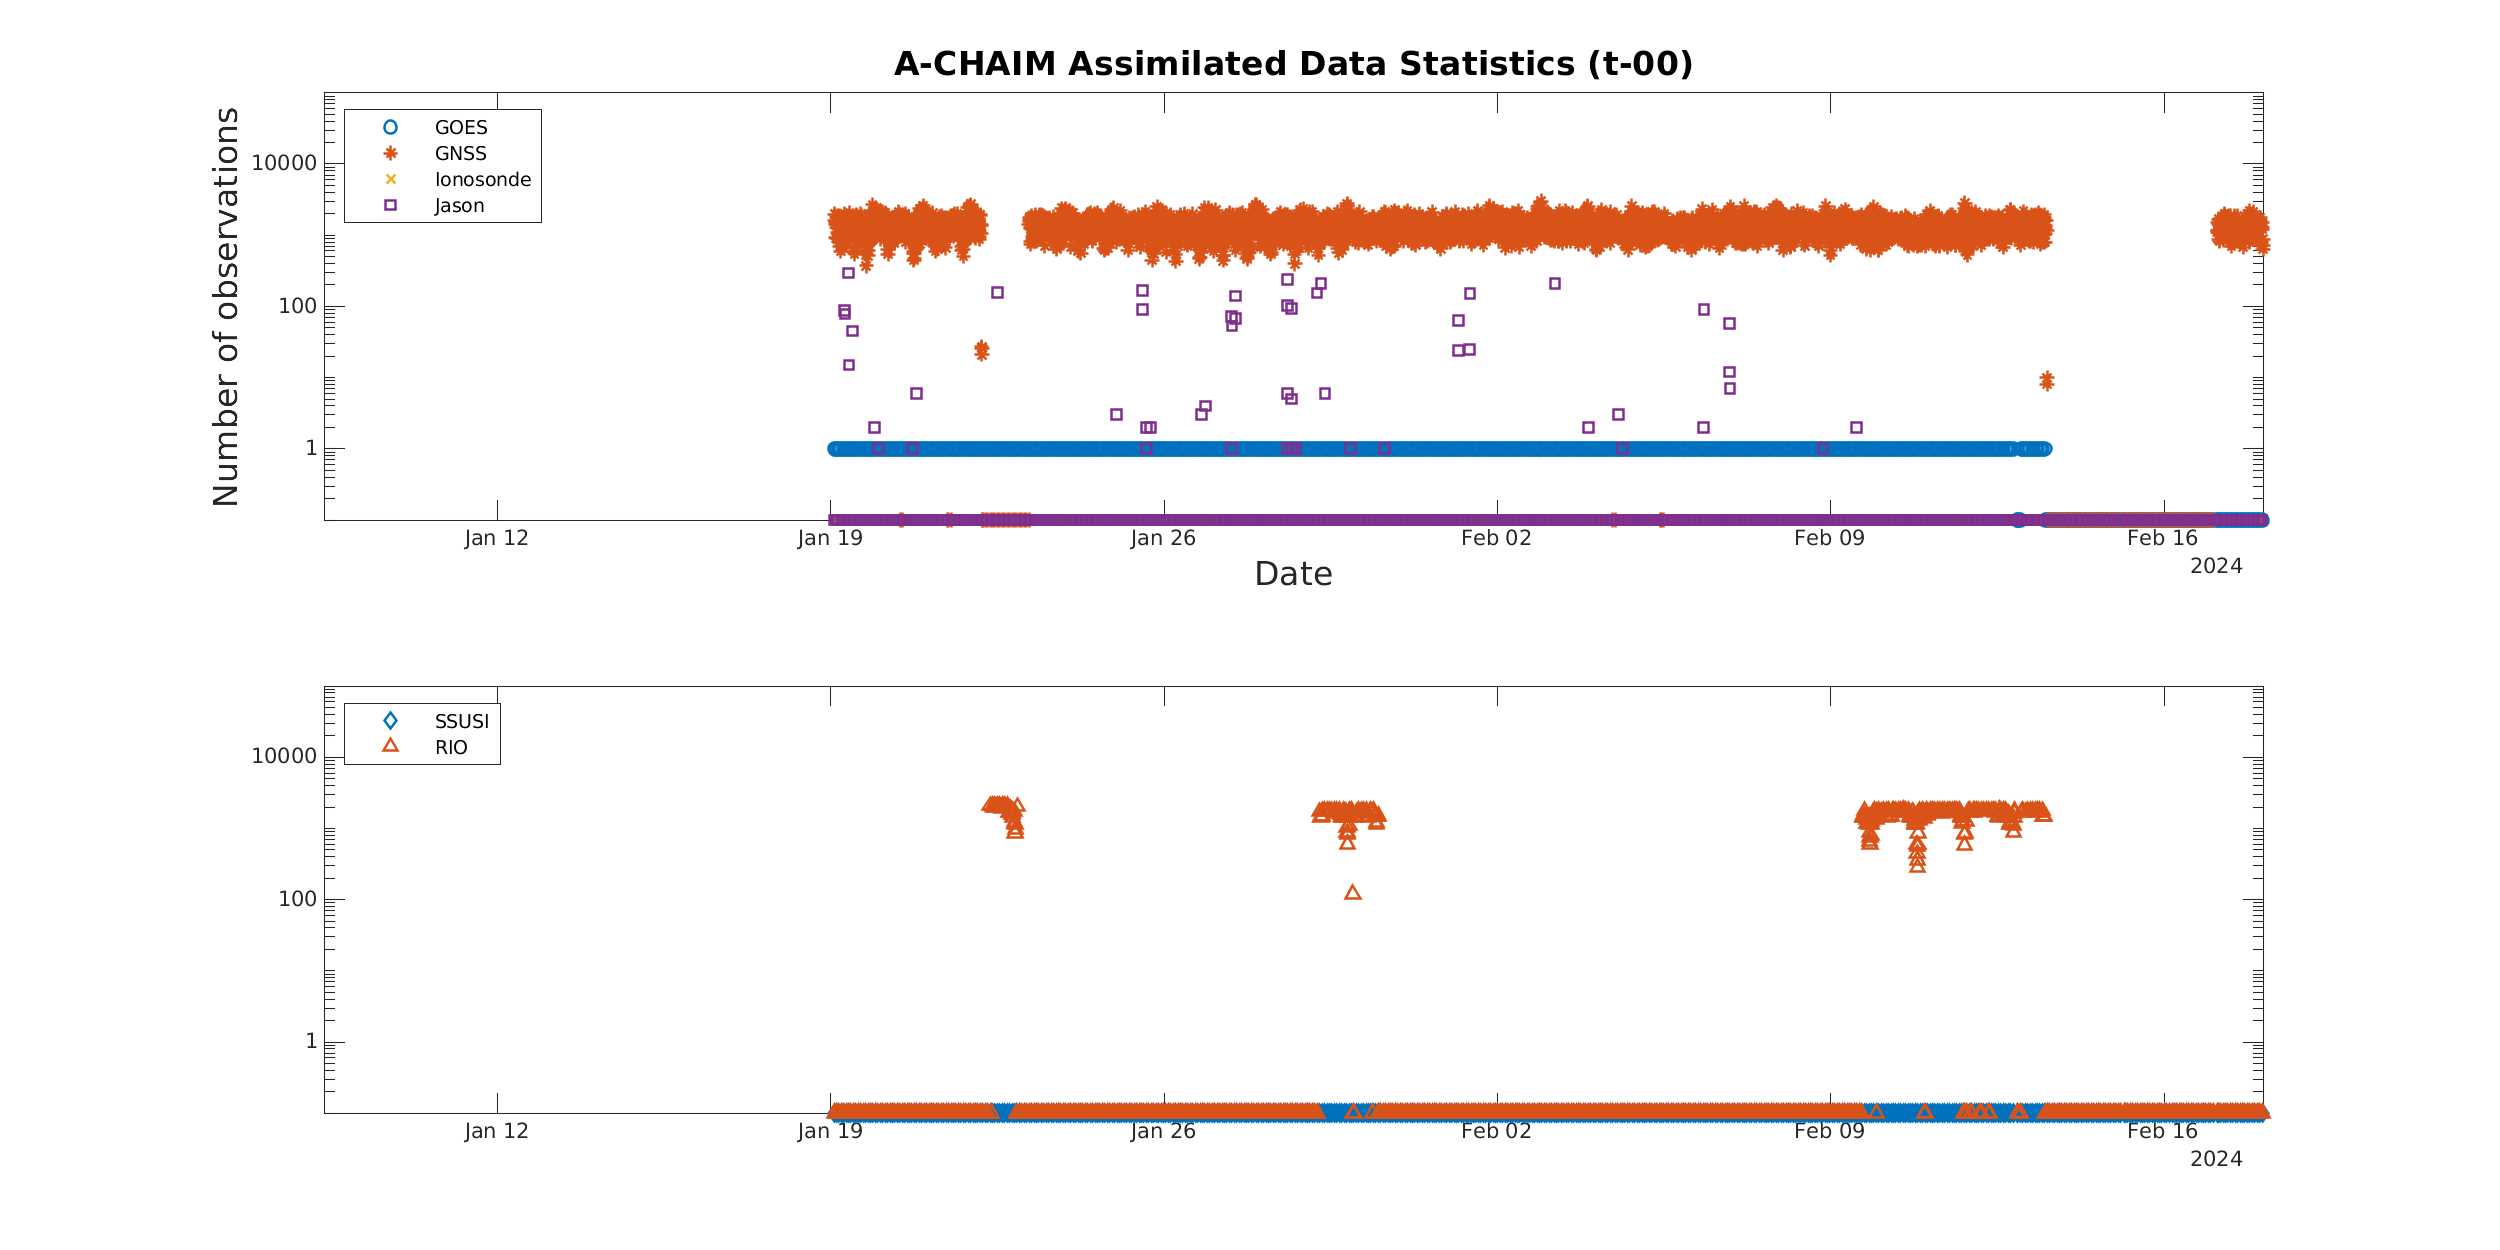 A-CHAIM Assimilated Data Statistics (t-00)
Number of observations
10000
100
1
GOES
GNSS
Ionosonde
Jason
Jan 12 Jan 19 Jan 26 Feb 02 Feb 09 Feb 16
2024
Date
10000
100
1
SSUSI
RIO
Jan 12 Jan 19 Jan 26 Feb 02 Feb 09 Feb 16
2024